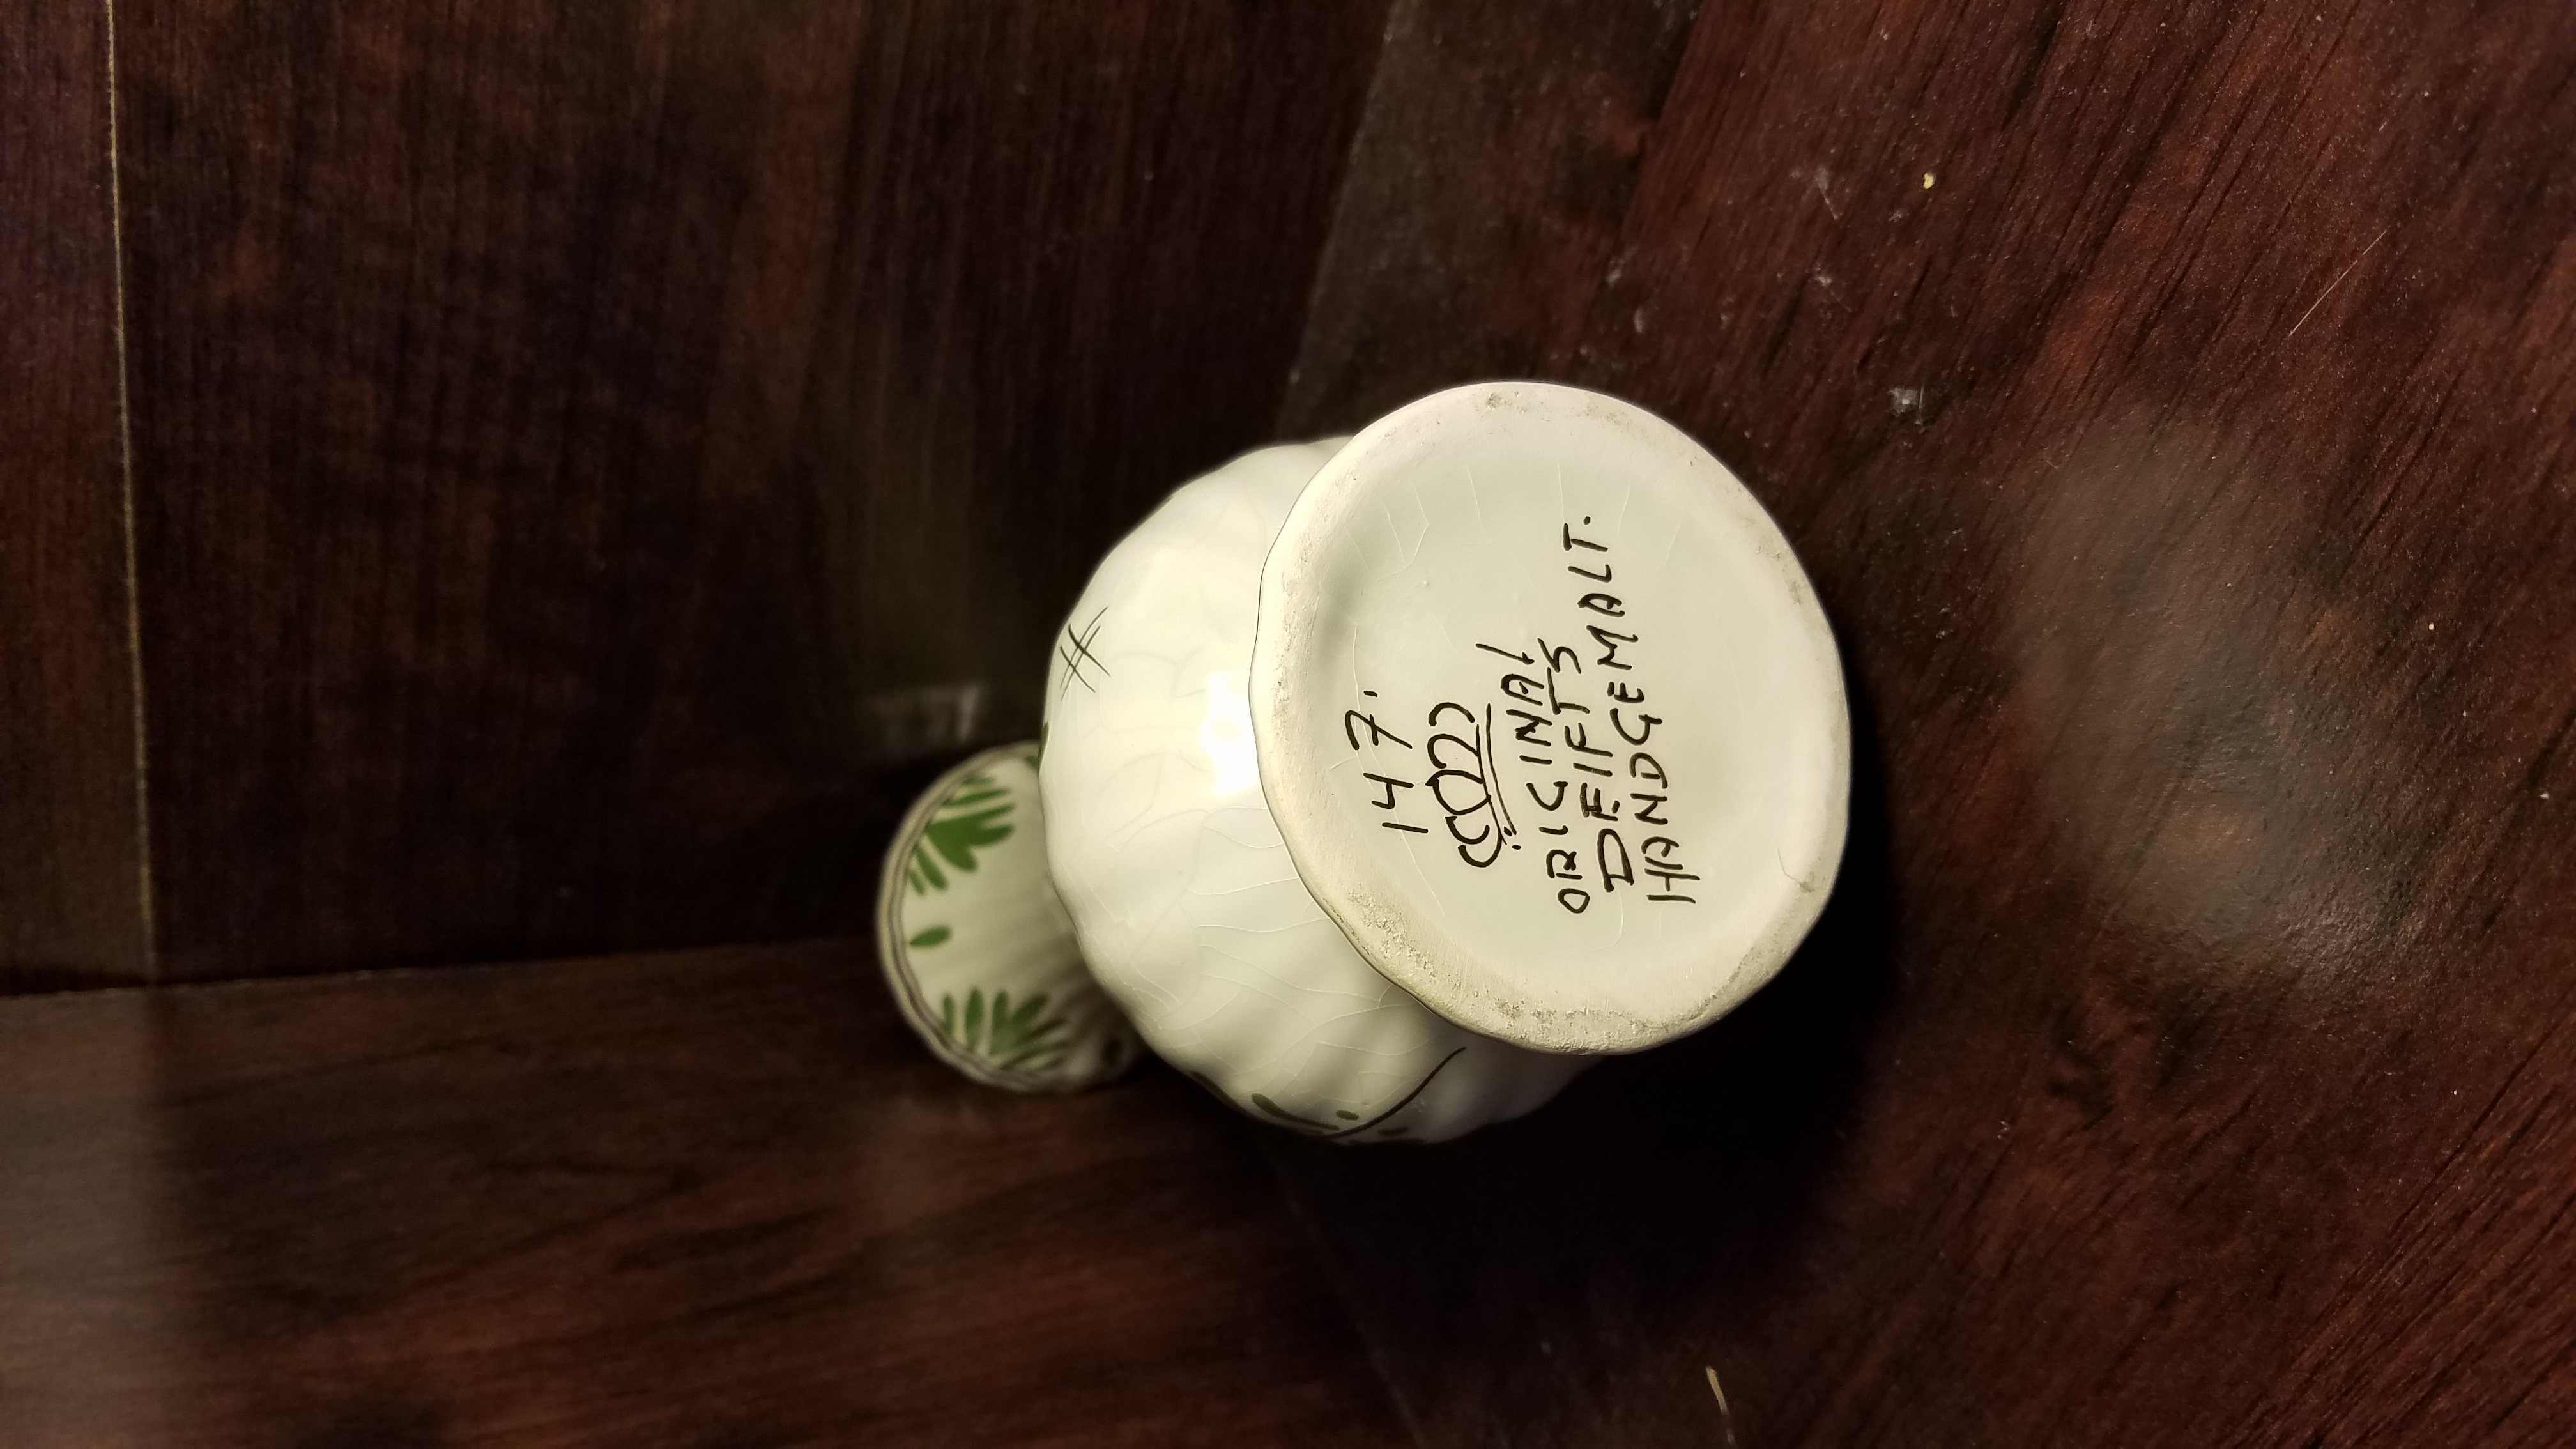 147.
ORIGINAL
DElFTS
HANDGEMALT.